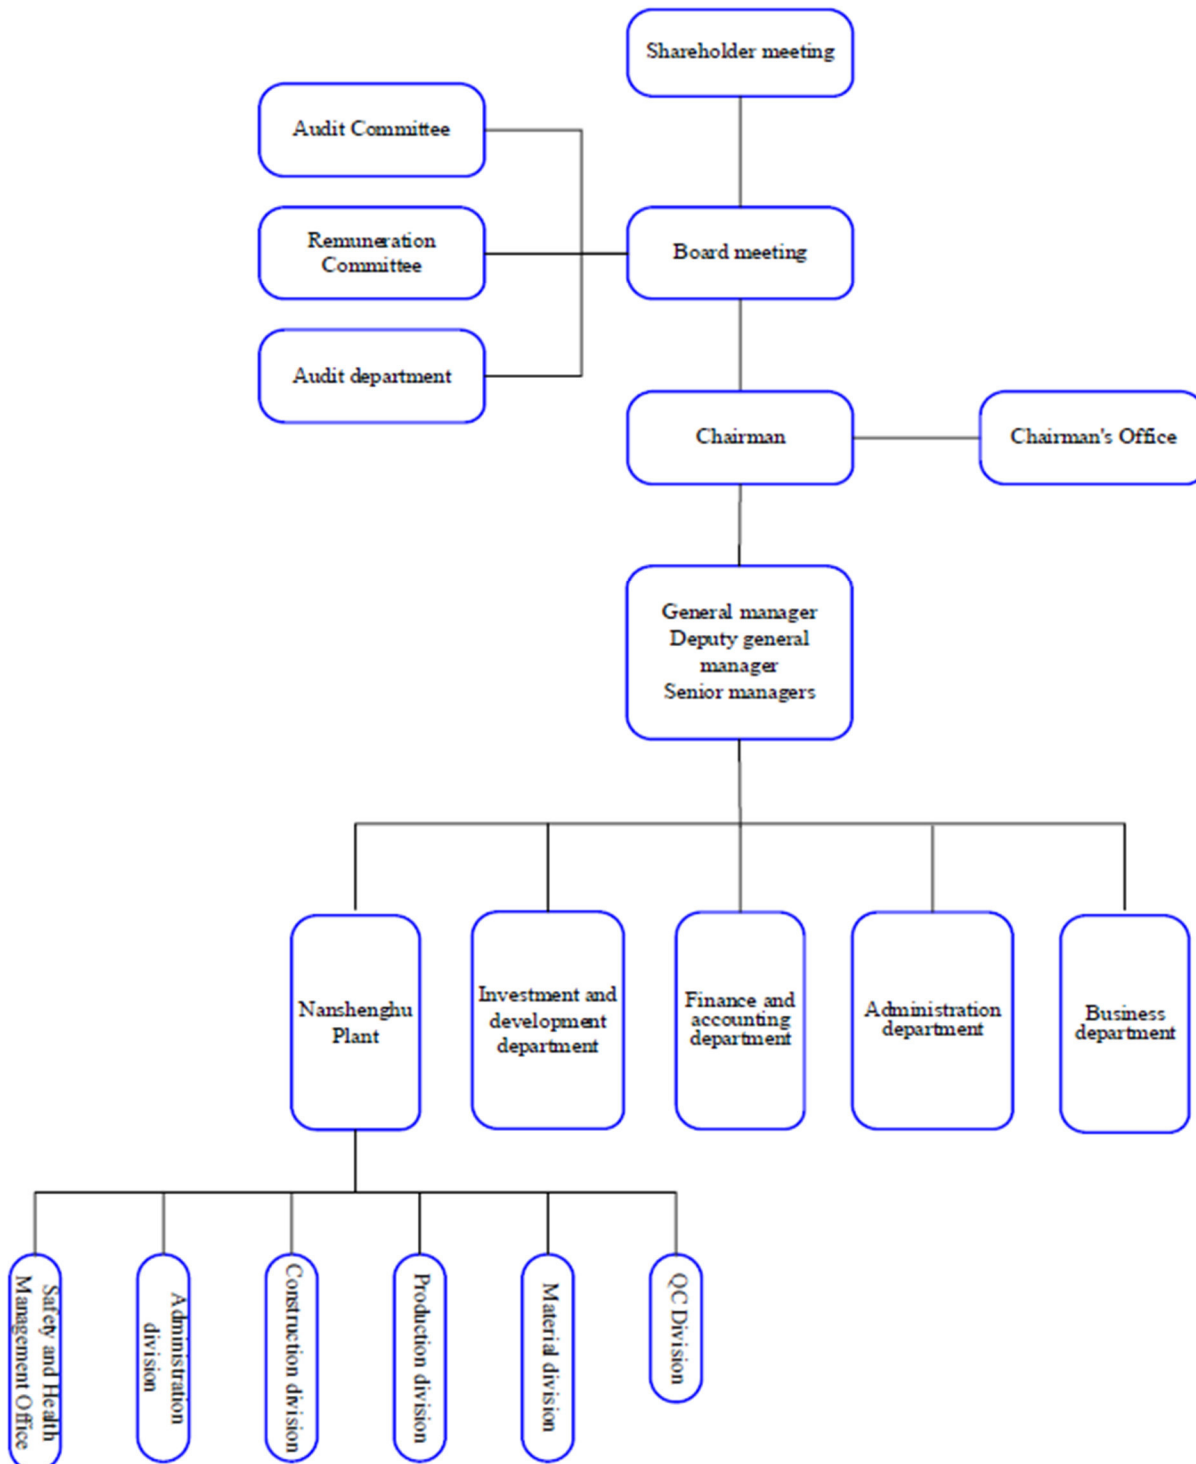 Shareholder meeting
Audit Committee
Remuneration
Committee
Board meeting
Audit department
Chairman
Chairman's Office
General manager
Deputy general
manager
Senior managers
Nanshenghu
Plant
Investment and
development
department
Finance and
accounting
department
Administration
department
Business
department
Safety and Health
Management Office
Administration
division
Construction division
Production division
Material division
QC Division